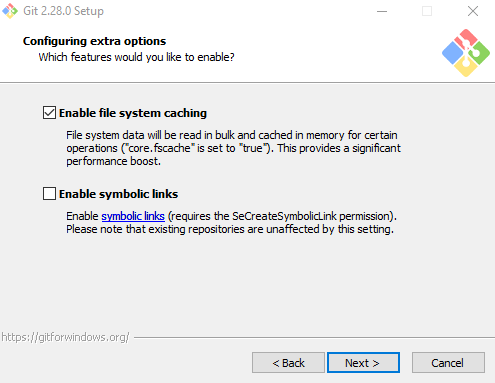 Git 2.28.0 Setup
Configuring extra options
Which features would you like to enable?
Enable file system caching
File system data will be read in bulk and cached in memory for certain
operations ("core.fscache" is set to "true"). This provides a significant
performance boost.
Enable symbolic links
Enable symbolic links (requires the SeCreateSymbolicLink permission).
Please note that existing repositories are unaffected by this setting.
https://gitforwindows.org/
< Back
Next >
Cancel